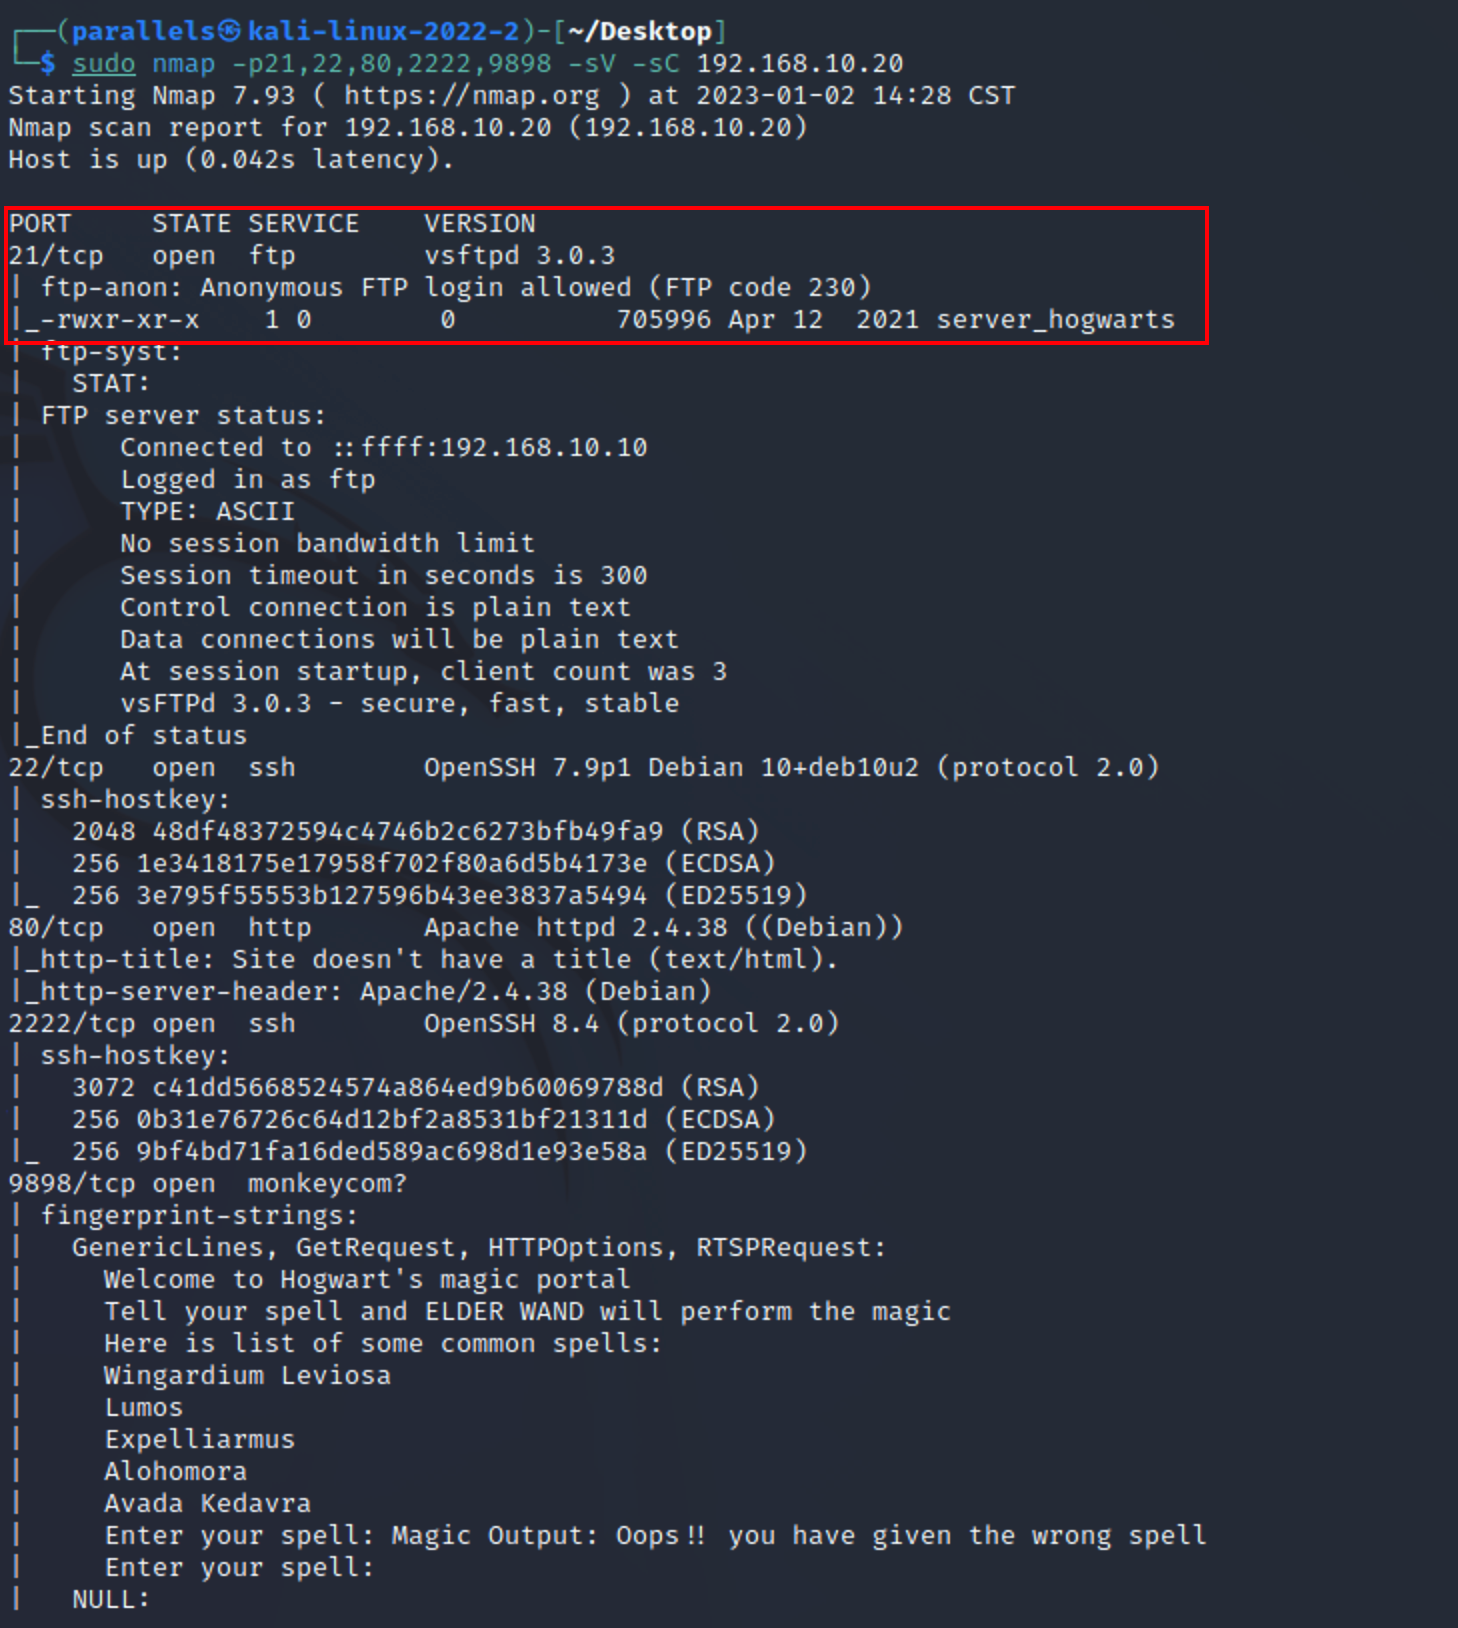 ┌──(parallels㉿kali-linux-2022-2)-[~/Desktop]
└─$ sudo nmap -p21,22,80,2222,9898 -sV -sC 192.168.10.20
Starting Nmap 7.93 ( https://nmap.org ) at 2023-01-02 14:28 CST
Nmap scan report for 192.168.10.20 (192.168.10.20)
Host is up (0.042s latency).

PORT     STATE SERVICE    VERSION
21/tcp   open  ftp        vsftpd 3.0.3
| ftp-anon: Anonymous FTP login allowed (FTP code 230)
|_-rwxr-xr-x    1 0        0          705996 Apr 12  2021 server_hogwarts
| ftp-syst:
|   STAT:
| FTP server status:
|      Connected to ::ffff:192.168.10.10
|      Logged in as ftp
|      TYPE: ASCII
|      No session bandwidth limit
|      Session timeout in seconds is 300
|      Control connection is plain text
|      Data connections will be plain text
|      At session startup, client count was 3
|      vsFTPd 3.0.3 - secure, fast, stable
|_End of status
22/tcp   open  ssh        OpenSSH 7.9p1 Debian 10+deb10u2 (protocol 2.0)
| ssh-hostkey:
|   2048 48df48372594c4746b2c6273bfb49fa9 (RSA)
|   256 1e3418175e17958f702f80a6d5b4173e (ECDSA)
|_  256 3e795f55553b127596b43ee3837a5494 (ED25519)
80/tcp   open  http       Apache httpd 2.4.38 ((Debian))
|_http-title: Site doesn't have a title (text/html).
|_http-server-header: Apache/2.4.38 (Debian)
2222/tcp open  ssh        OpenSSH 8.4 (protocol 2.0)
| ssh-hostkey:
|   3072 c41dd5668524574a864ed9b60069788d (RSA)
|   256 0b31e76726c64d12bf2a8531bf21311d (ECDSA)
|_  256 9bf4bd71fa16ded589ac698d1e93e58a (ED25519)
9898/tcp open  monkeycom?
| fingerprint-strings:
|   GenericLines, GetRequest, HTTPOptions, RTSPRequest:
|     Welcome to Hogwart's magic portal
|     Tell your spell and ELDER WAND will perform the magic
|     Here is list of some common spells:
|     Wingardium Leviosa
|     Lumos
|     Expelliarmus
|     Alohomora
|     Avada Kedavra
|     Enter your spell: Magic Output: Oops!! you have given the wrong spell
|     Enter your spell:
|   NULL: